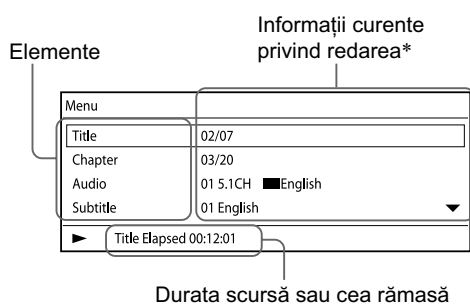 Informații curente
privind redarea*
Elemente
Menu
Title 02/07
Chapter 03/20
Audio 01 5.1CH English
Subtitle 01 English
Title Elapsed 00:12:01
Durata scursă sau cea rămasă